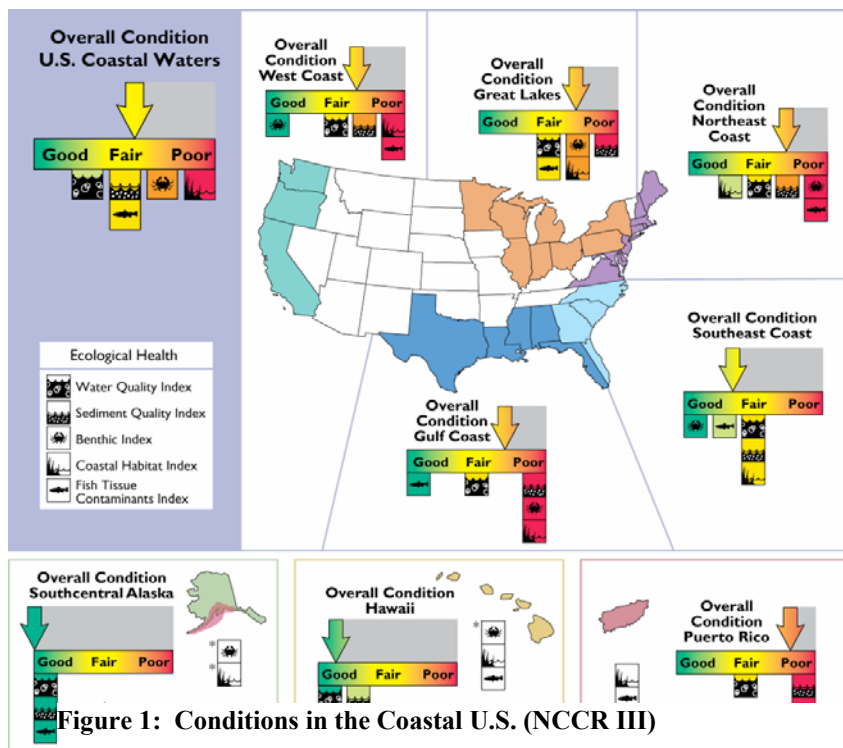 Overall Condition
U.S. Coastal Waters
Good Fair Poor
Ecological Health
Water Quality Index
Sediment Quality Index
Benthic Index
Coastal Habitat Index
Fish Tissue
Contaminants Index
Overall
Condition
West Coast
Good Fair Poor
Overall
Condition
Great Lakes
Good Fair Poor
Overall
Condition
Northeast
Coast
Good Fair Poor
Overall Condition
Southeast Coast
Good Fair Poor
Overall
Condition
Gulf Coast
Good Fair Poor
Overall Condition
Southcentral Alaska
*
*
Good Fair Poor
Overall Condition
Hawaii
*
Good Fair Poor
Overall
Condition
Puerto Rico
Good Fair Poor
Figure 1: Conditions in the Coastal U.S. (NCCR III)